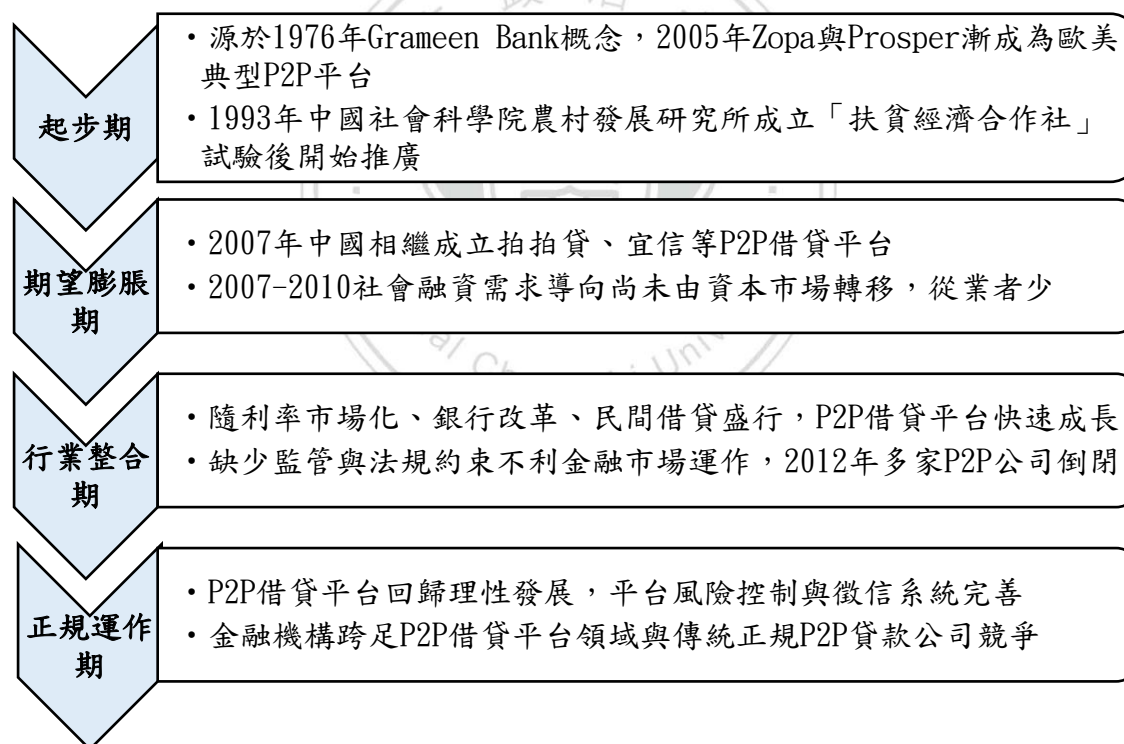 起步期
・源於1976年Grameen Bank概念，2005年Zopa與Prosper漸成為歐美
典型P2P平台
・1993年中國社會科學院農村發展研究所成立「扶貧經濟合作社」
試驗後開始推廣
期望膨脹
期
・2007年中國相繼成立拍拍貸、宜信等P2P借貸平台
・2007-2010社會融資需求導向尚未由資本市場轉移，從業者少
行業整合
期
・隨利率市場化、銀行改革、民間借貸盛行，P2P借貸平台快速成長
・缺少監管與法規約束不利金融市場運作，2012年多家P2P公司倒閉
正規運作
期
・P2P借貸平台回歸理性發展，平台風險控制與徵信系統完善
・金融機構跨足P2P借貸平台領域與傳統正規P2P貸款公司競爭